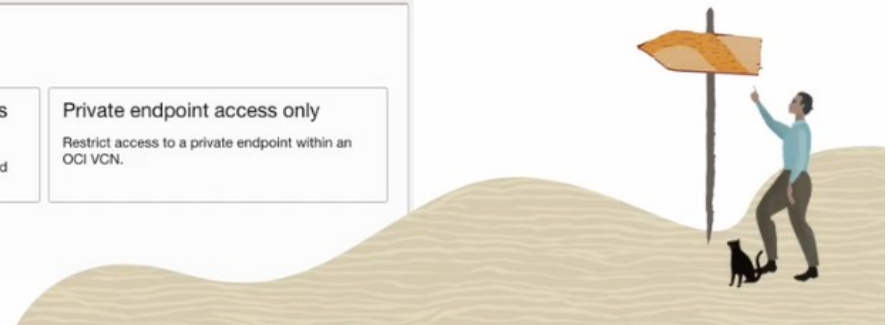 s
Private endpoint access only
Restrict access to a private endpoint within an
d
OCI VCN.